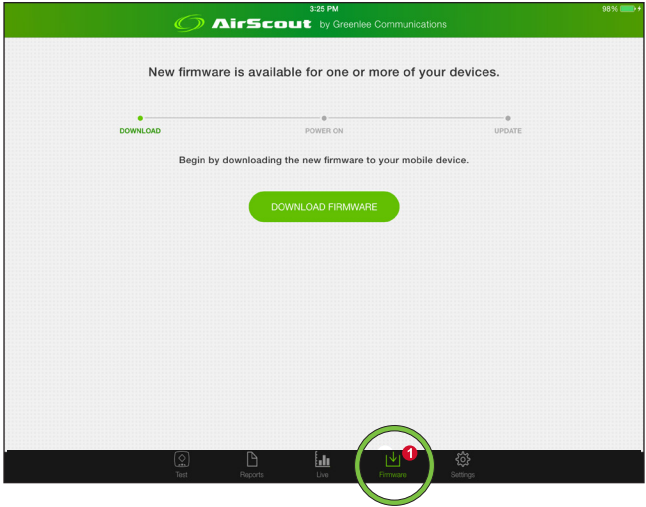 3:25 PM
98%
AirScout by Greenlee Communications
New firmware is available for one or more of your devices.
DOWNLOAD POWER ON UPDATE
Begin by downloading the new firmware to your mobile device.
DOWNLOAD FIRMWARE
1
Test Reports Live Firmware Settings